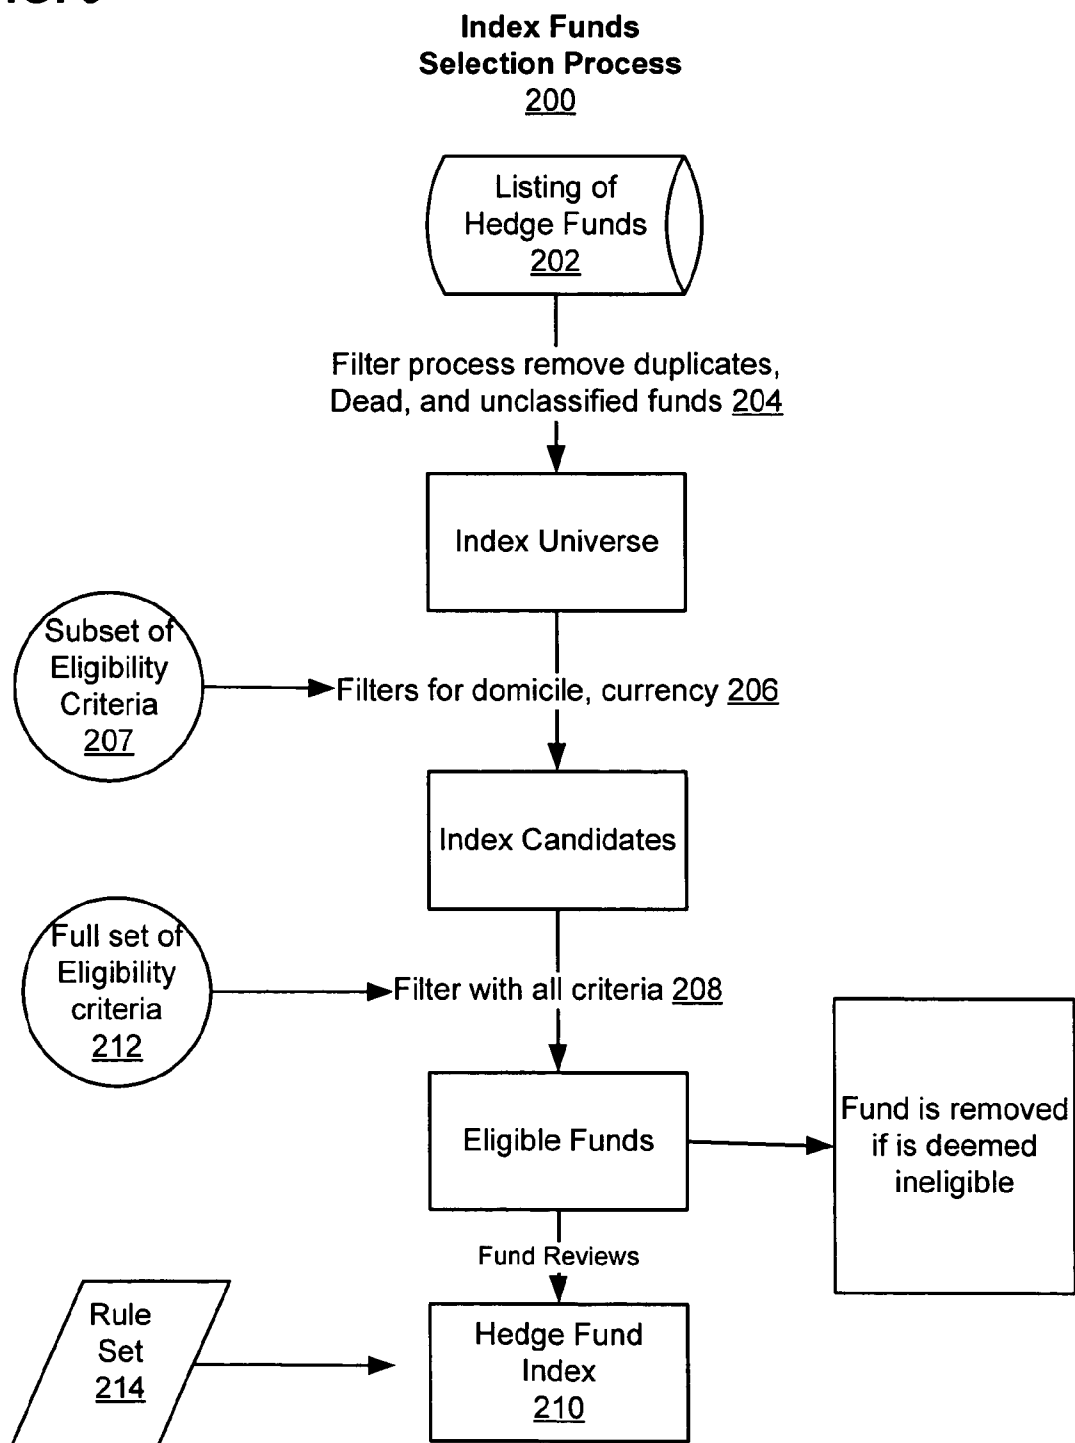 Index Funds
Selection Process
200
Listing of
Hedge Funds
202
Filter process remove duplicates,
Dead, and unclassified funds 204
Index Universe
Subset of
Eligibility
Criteria
207
Filters for domicile, currency 206
Index Candidates
Full set of
Eligibility
criteria
212
Filter with all criteria 208
Eligible Funds
Fund is removed
if is deemed
ineligible
Fund Reviews
Rule
Set
214
Hedge Fund
Index
210